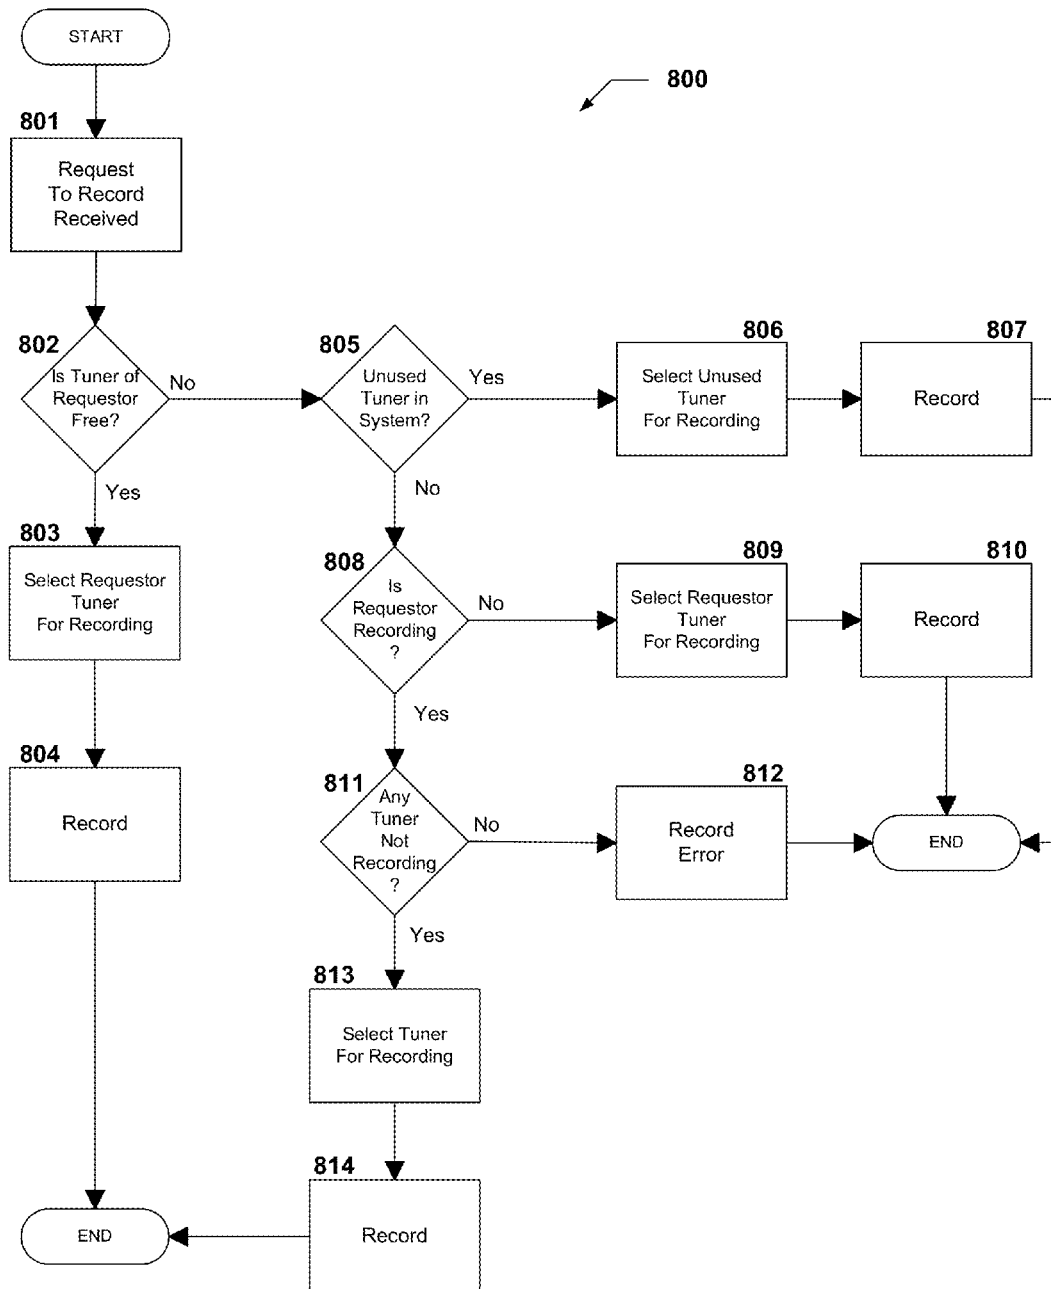 START
800
801
Request
To Record
Received
802
Is Tuner of
Requestor
Free?
No
Yes
805
Unused
Tuner in
System?
Yes
No
806
Select Unused
Tuner
For Recording
807
Record
803
Select Requestor
Tuner
For Recording
808
Is
Requestor
Recording
?
No
Yes
809
Select Requestor
Tuner
For Recording
810
Record
804
Record
811
Any
Tuner
Not
Recording
?
No
Yes
812
Record
Error
END
813
Select Tuner
For Recording
814
Record
END